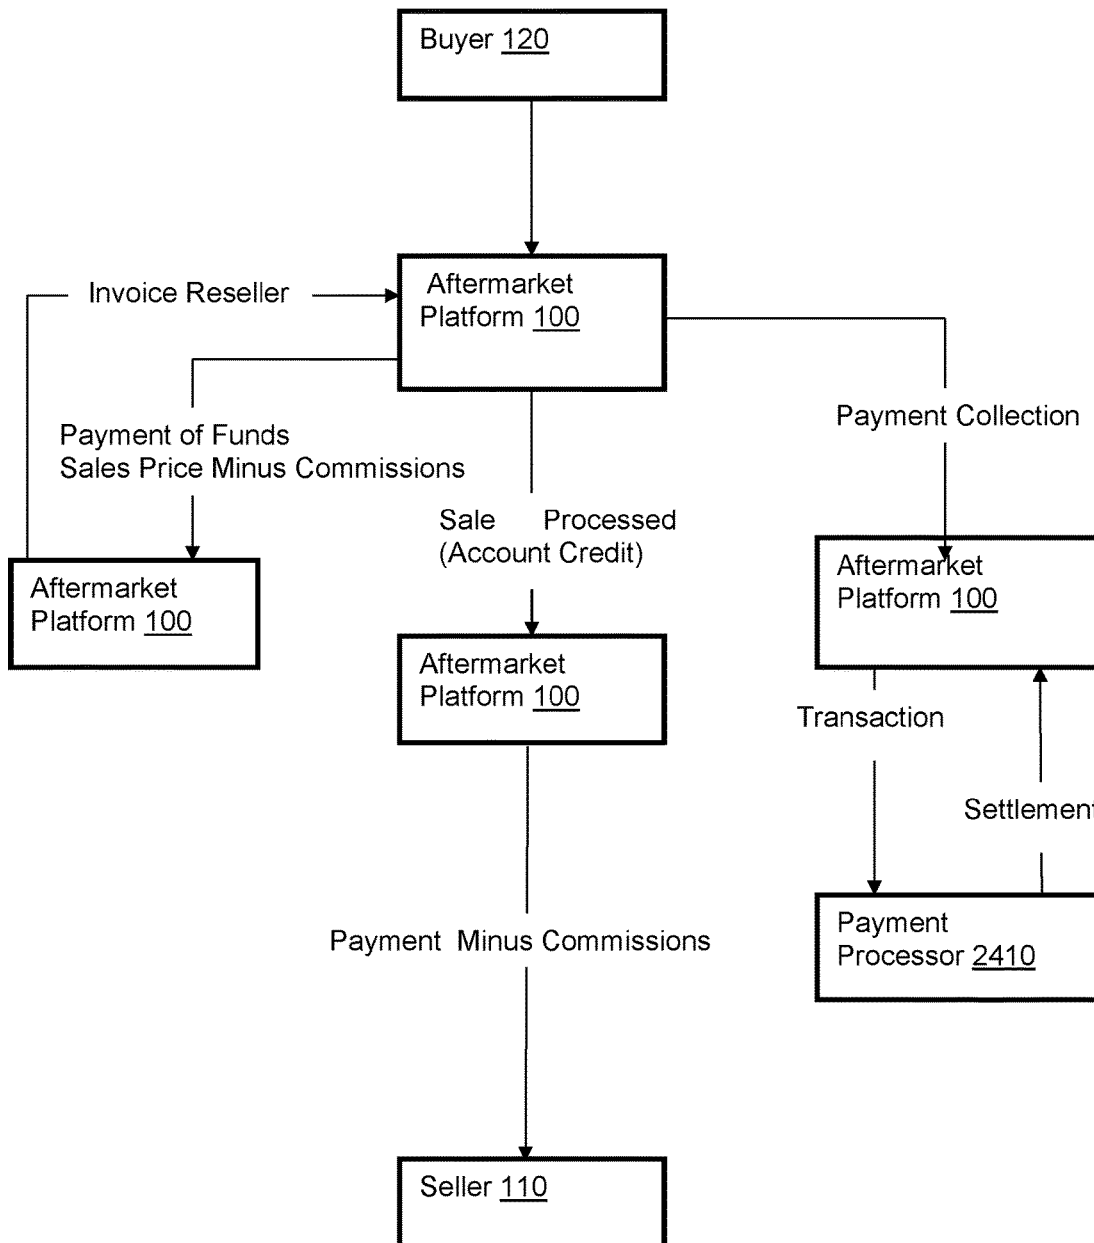 Buyer 120
Aftermarket
Platform 100
Invoice Reseller
Payment of Funds
Sales Price Minus Commissions
Payment Collection
Sale Processed
(Account Credit)
Aftermarket
Platform 100
Aftermarket
Platform 100
Aftermarket
Platform 100
Transaction
Settlement
Payment
Processor 2410
Payment Minus Commissions
Seller 110